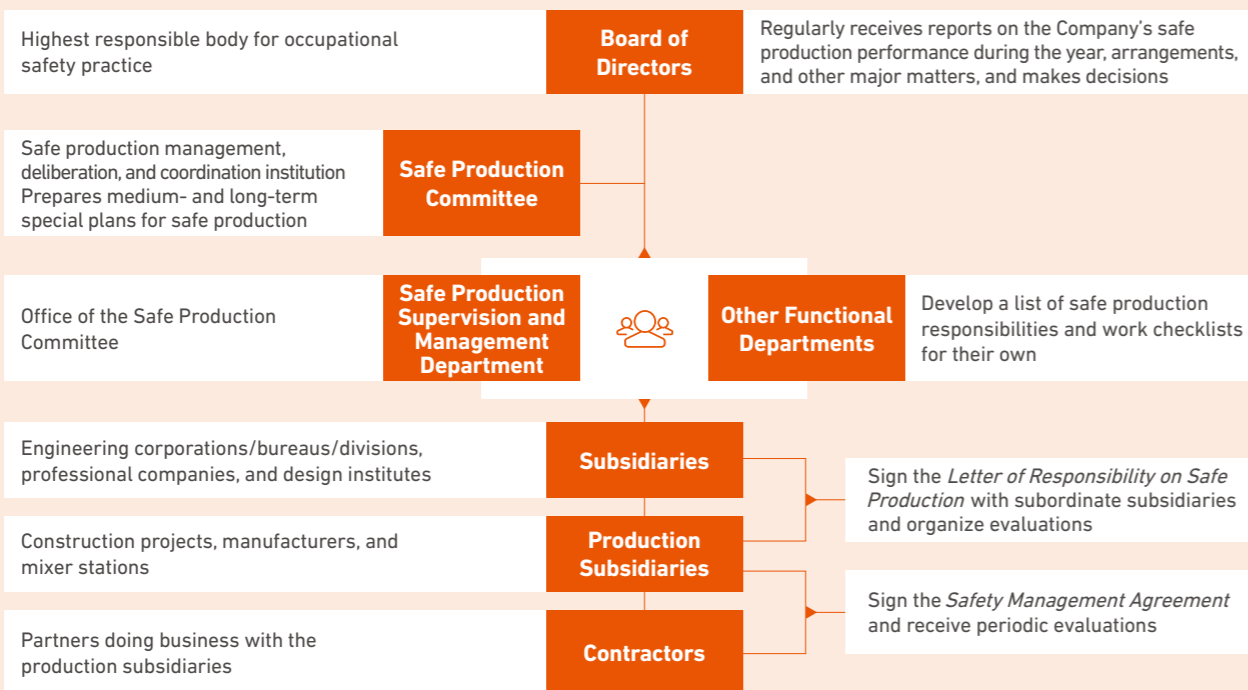 Highest responsible body for occupational
safety practice
Board of
Directors
Regularly receives reports on the Company’s safe
production performance during the year, arrangements,
and other major matters, and makes decisions
Safe production management,
deliberation, and coordination institution
Prepares medium- and long-term
special plans for safe production
Safe Production
Committee
Office of the Safe Production
Committee
Safe Production
Supervision and
Management
Department
Other Functional
Departments
Develop a list of safe production
responsibilities and work checklists
for their own
Engineering corporations/bureaus/divisions,
professional companies, and design institutes
Subsidiaries
Sign the Letter of Responsibility on Safe
Production with subordinate subsidiaries
and organize evaluations
Construction projects, manufacturers, and
mixer stations
Production
Subsidiaries
Sign the Safety Management Agreement
and receive periodic evaluations
Partners doing business with the
production subsidiaries
Contractors